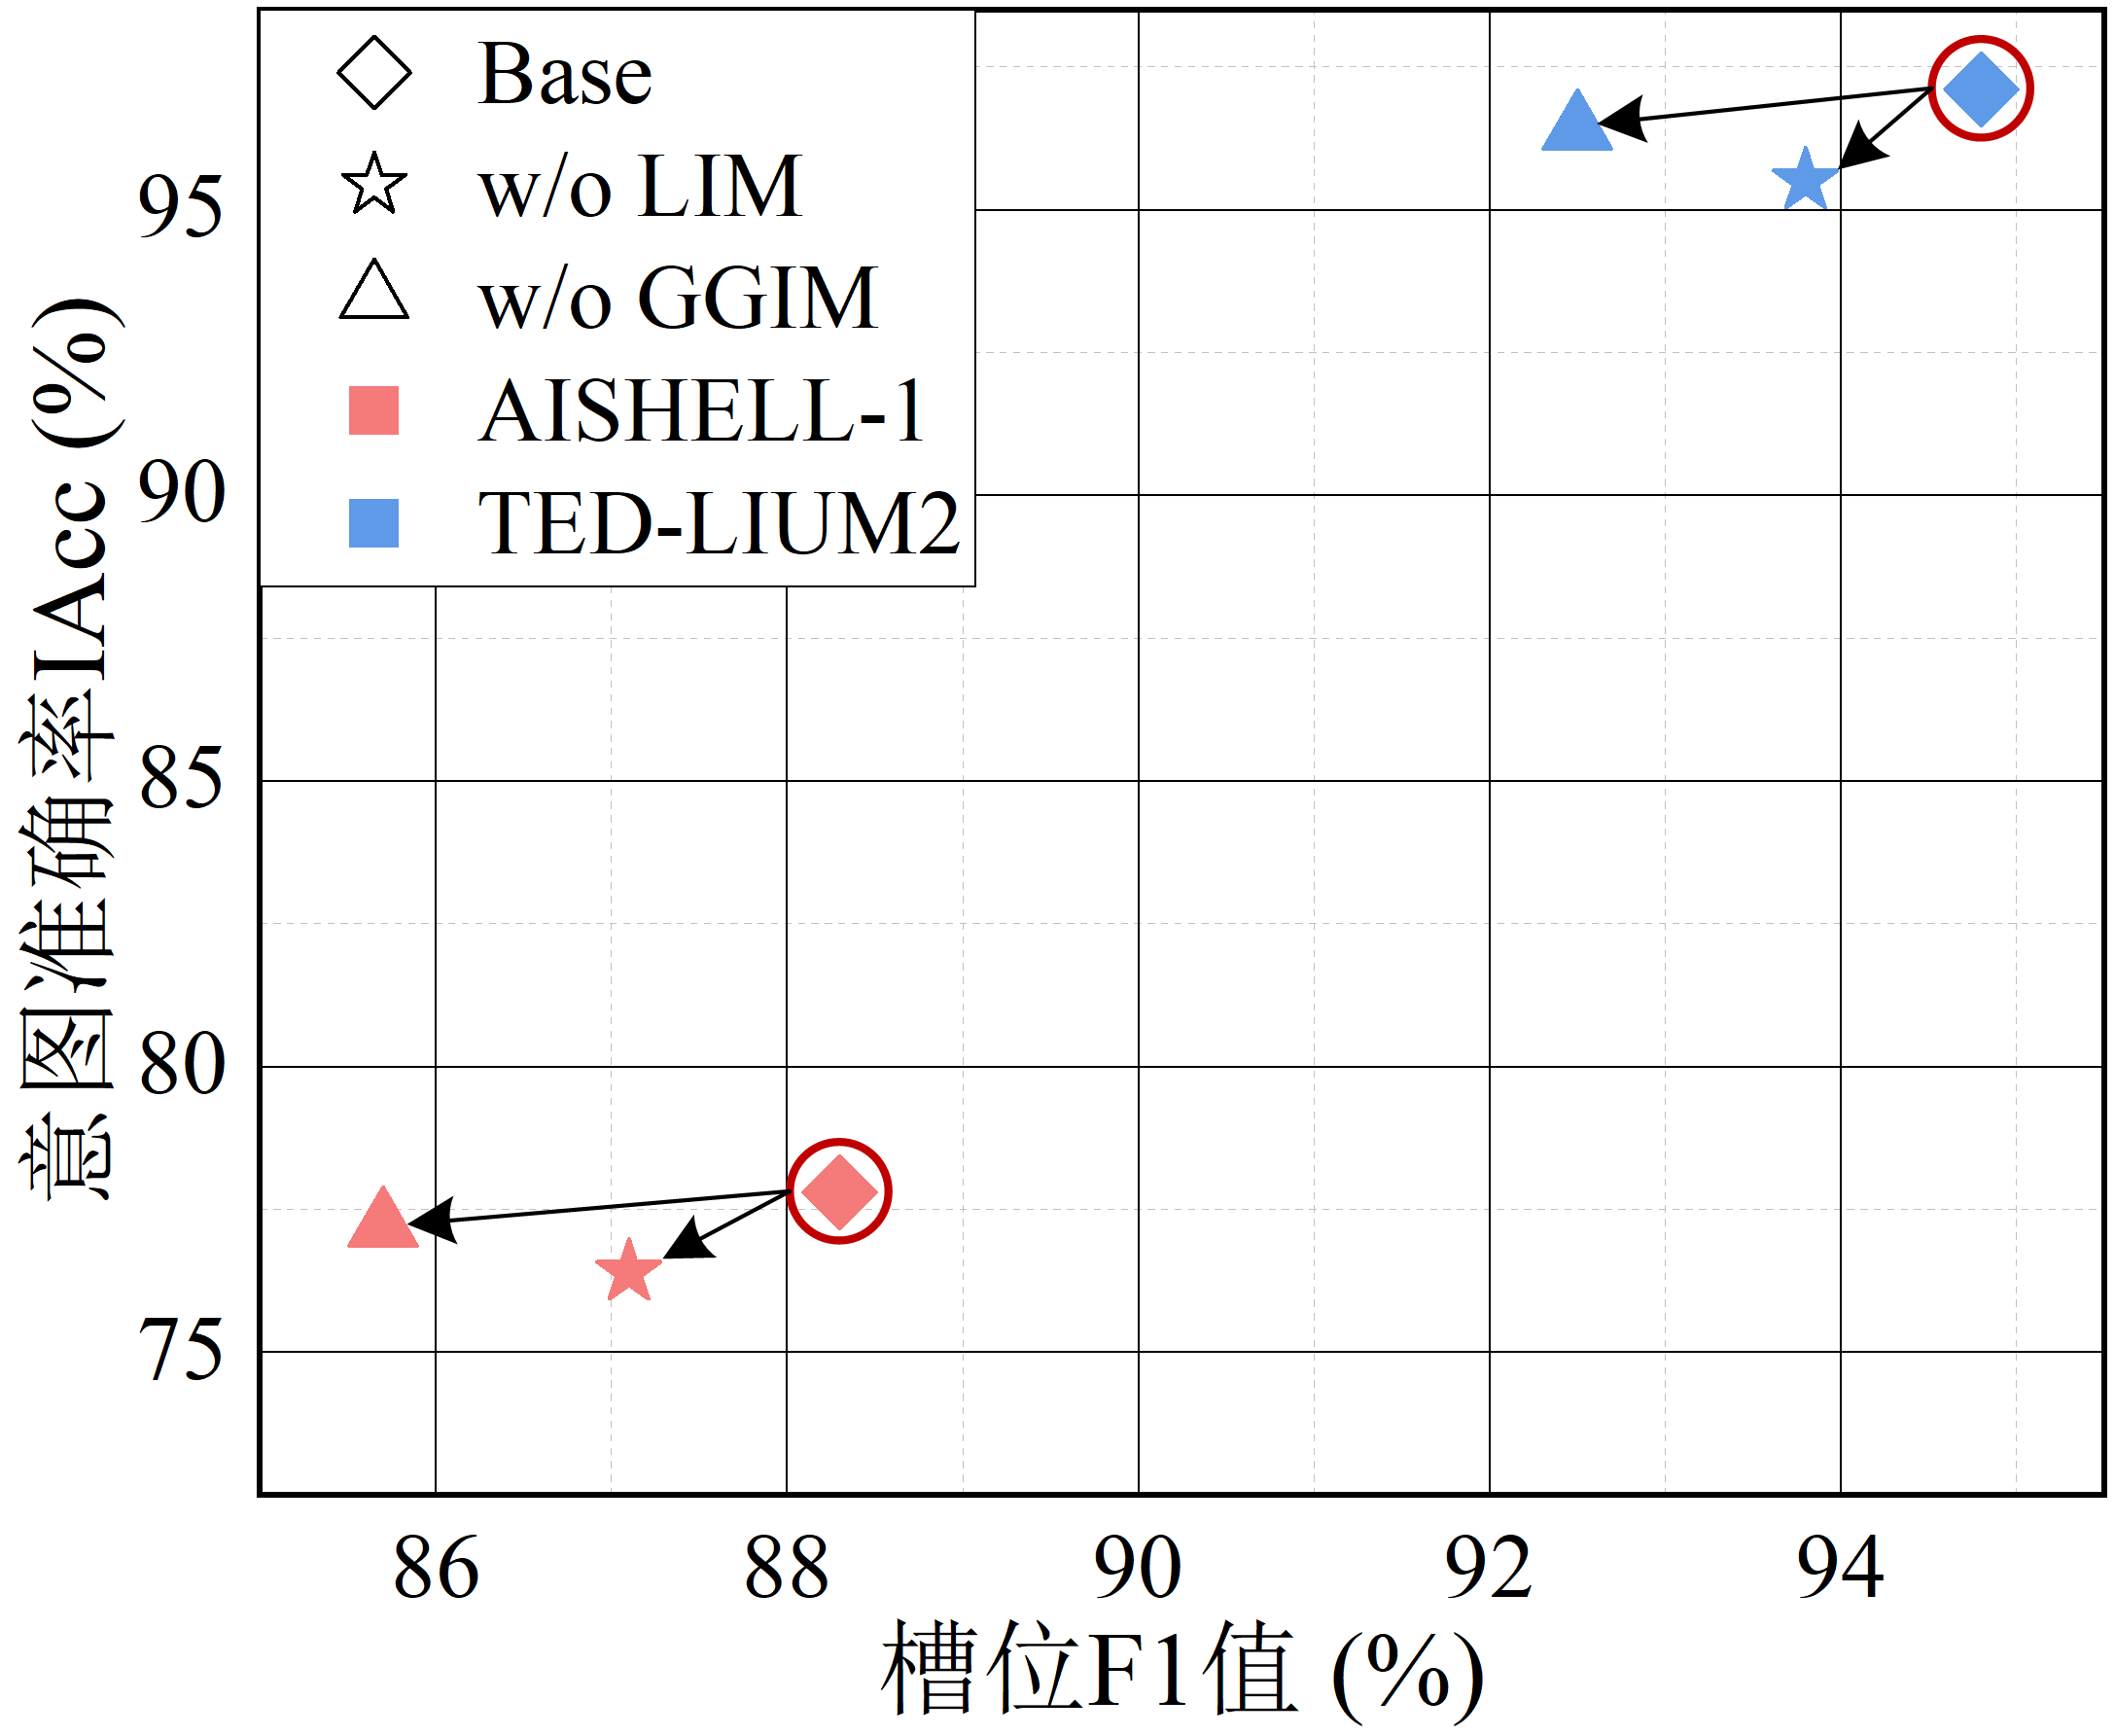 Base
w/o LIM
w/o GGIM
AISHELL-1
TED-LIUM2
意图准确率IAcc (%)
95
90
85
80
75
86 88 90 92 94
槽位F1值 (%)